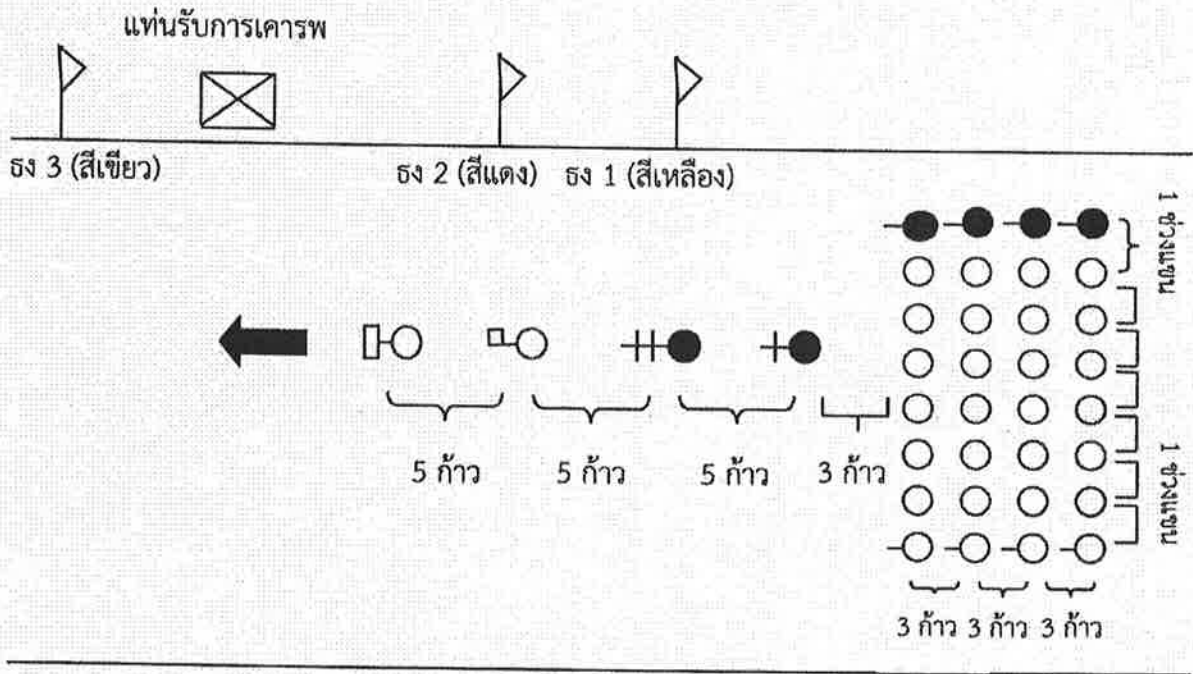 แท่นรับการเคารพ
ธง 3 (สีเขียว)
ธง 2 (สีแดง)
ธง 1 (สีเหลือง)
1 ช่วงแขน
5 ก้าว
5 ก้าว
5 ก้าว
3 ก้าว
1 ช่วงแขน
3 ก้าว 3 ก้าว 3 ก้าว